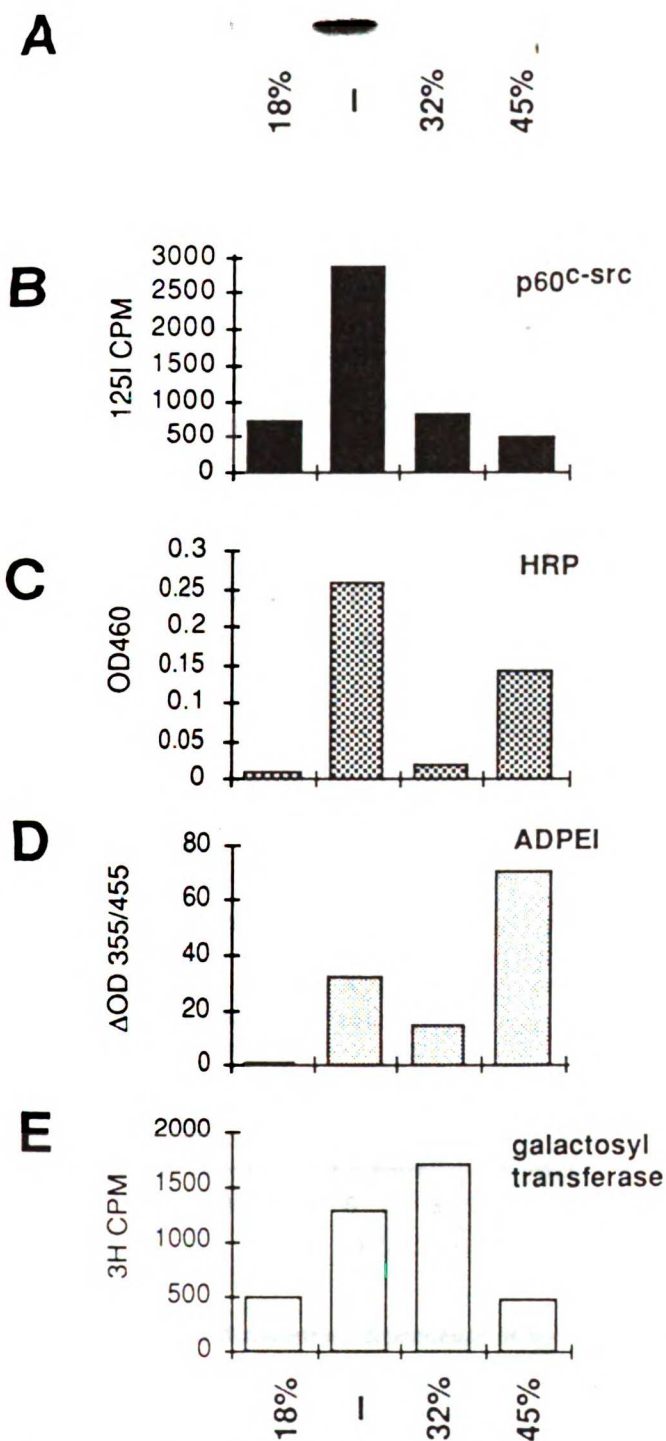 A
18% – 32% 45%
B
p60c-src
125I CPM
3000
2500
2000
1500
1000
500
0
C
HRP
OD460
0.3
0.25
0.2
0.15
0.1
0.05
0
D
ADPEI
ΔOD 355/455
80
60
40
20
0
E
galactosyl
transferase
3H CPM
2000
1500
1000
500
0
18% – 32% 45%